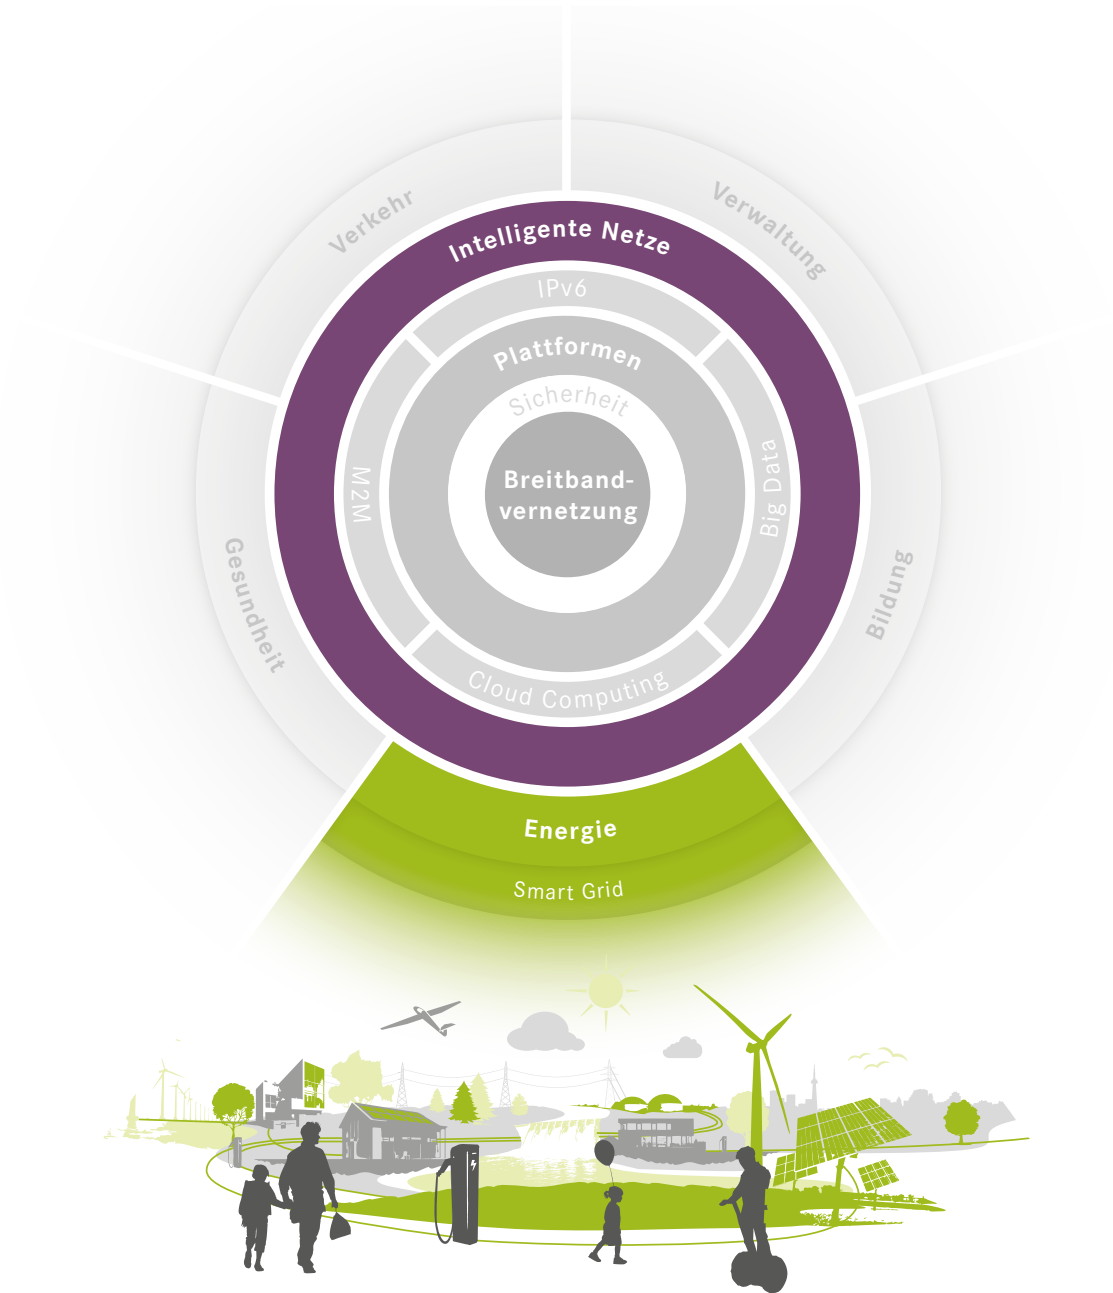 Verkehr
Verwaltung
Intelligente Netze
IPv6
Plattformen
Sicherheit
Breitband-
vernetzung
M2M
Big Data
Gesundheit
Bildung
Cloud Computing
Energie
Smart Grid